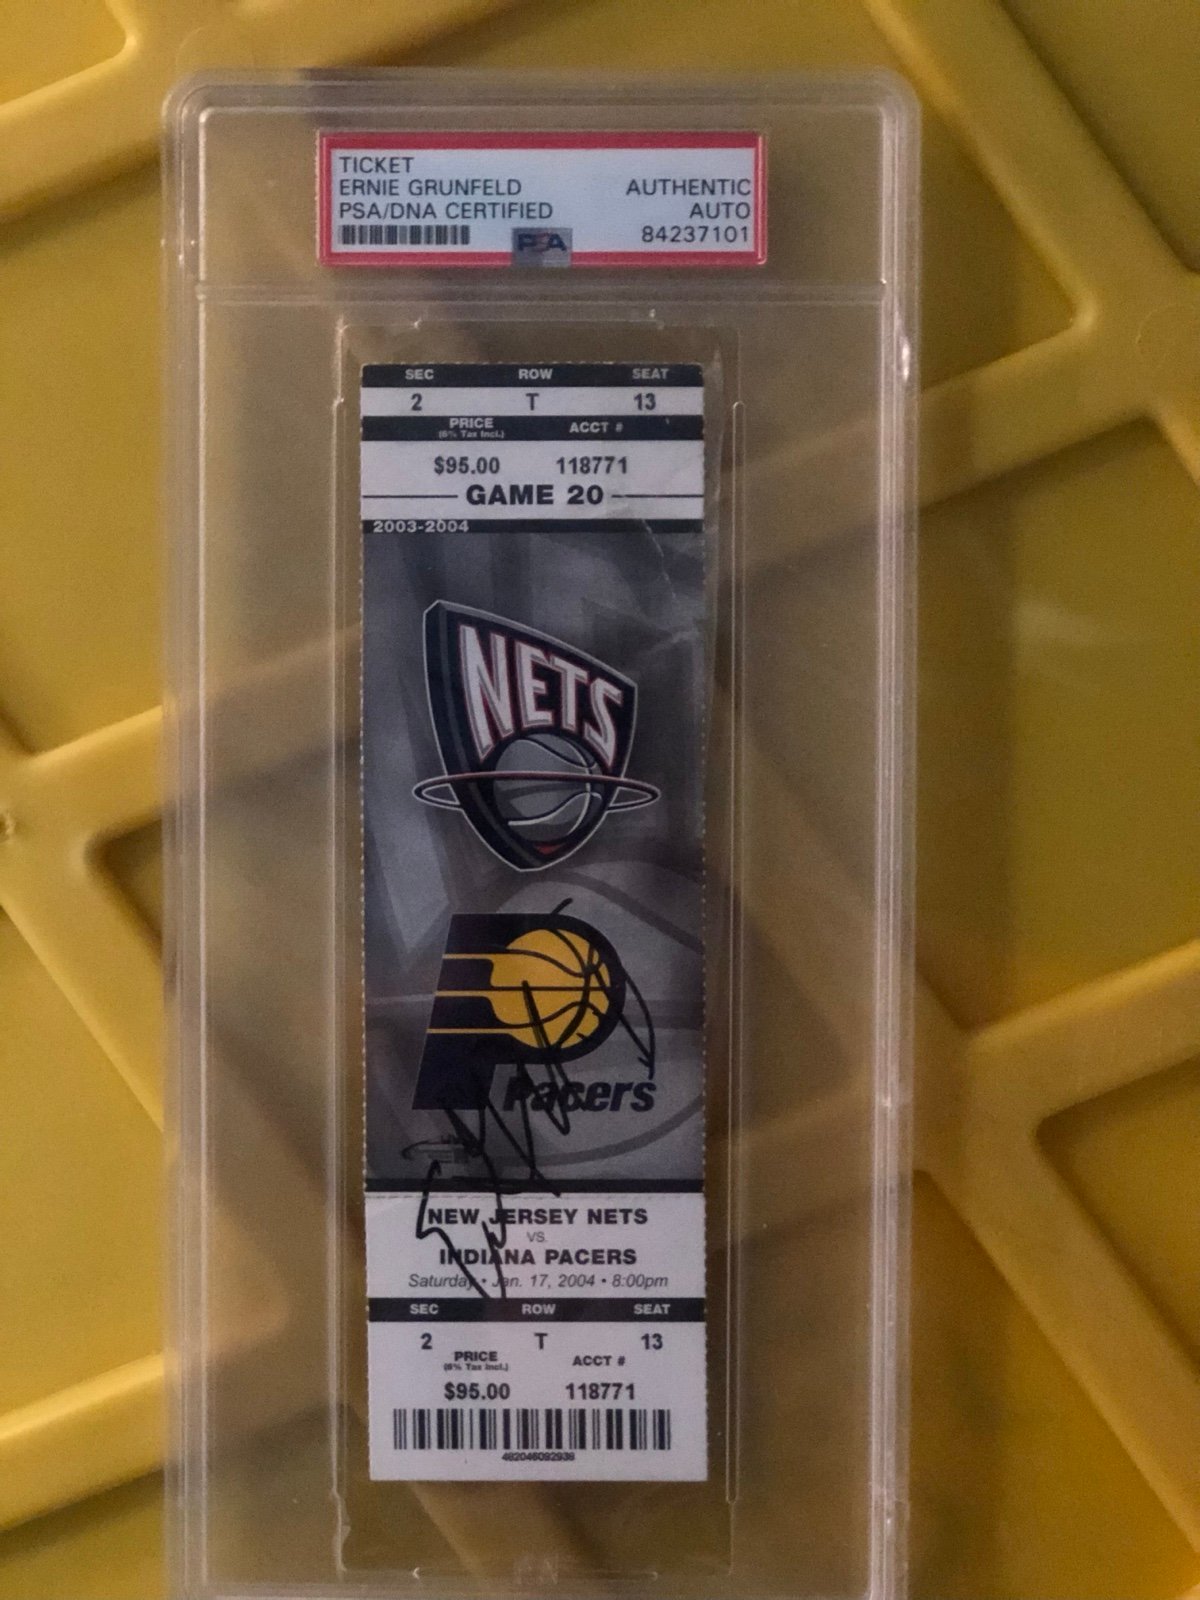 TICKET
ERNIE GRUNFELD AUTHENTIC
PSA/DNA CERTIFIED AUTO
PSA 84237101
SEC ROW SEAT
2 T 13
PRICE ACCT #
(6% Tax Incl.)
$95.00 118771
GAME 20
2003-2004
NETS
Pacers
NEW JERSEY NETS
VS.
INDIANA PACERS
Saturday • Jan. 17, 2004 • 8:00pm
SEC ROW SEAT
2 T 13
PRICE ACCT #
(6% Tax Incl.)
$95.00 118771